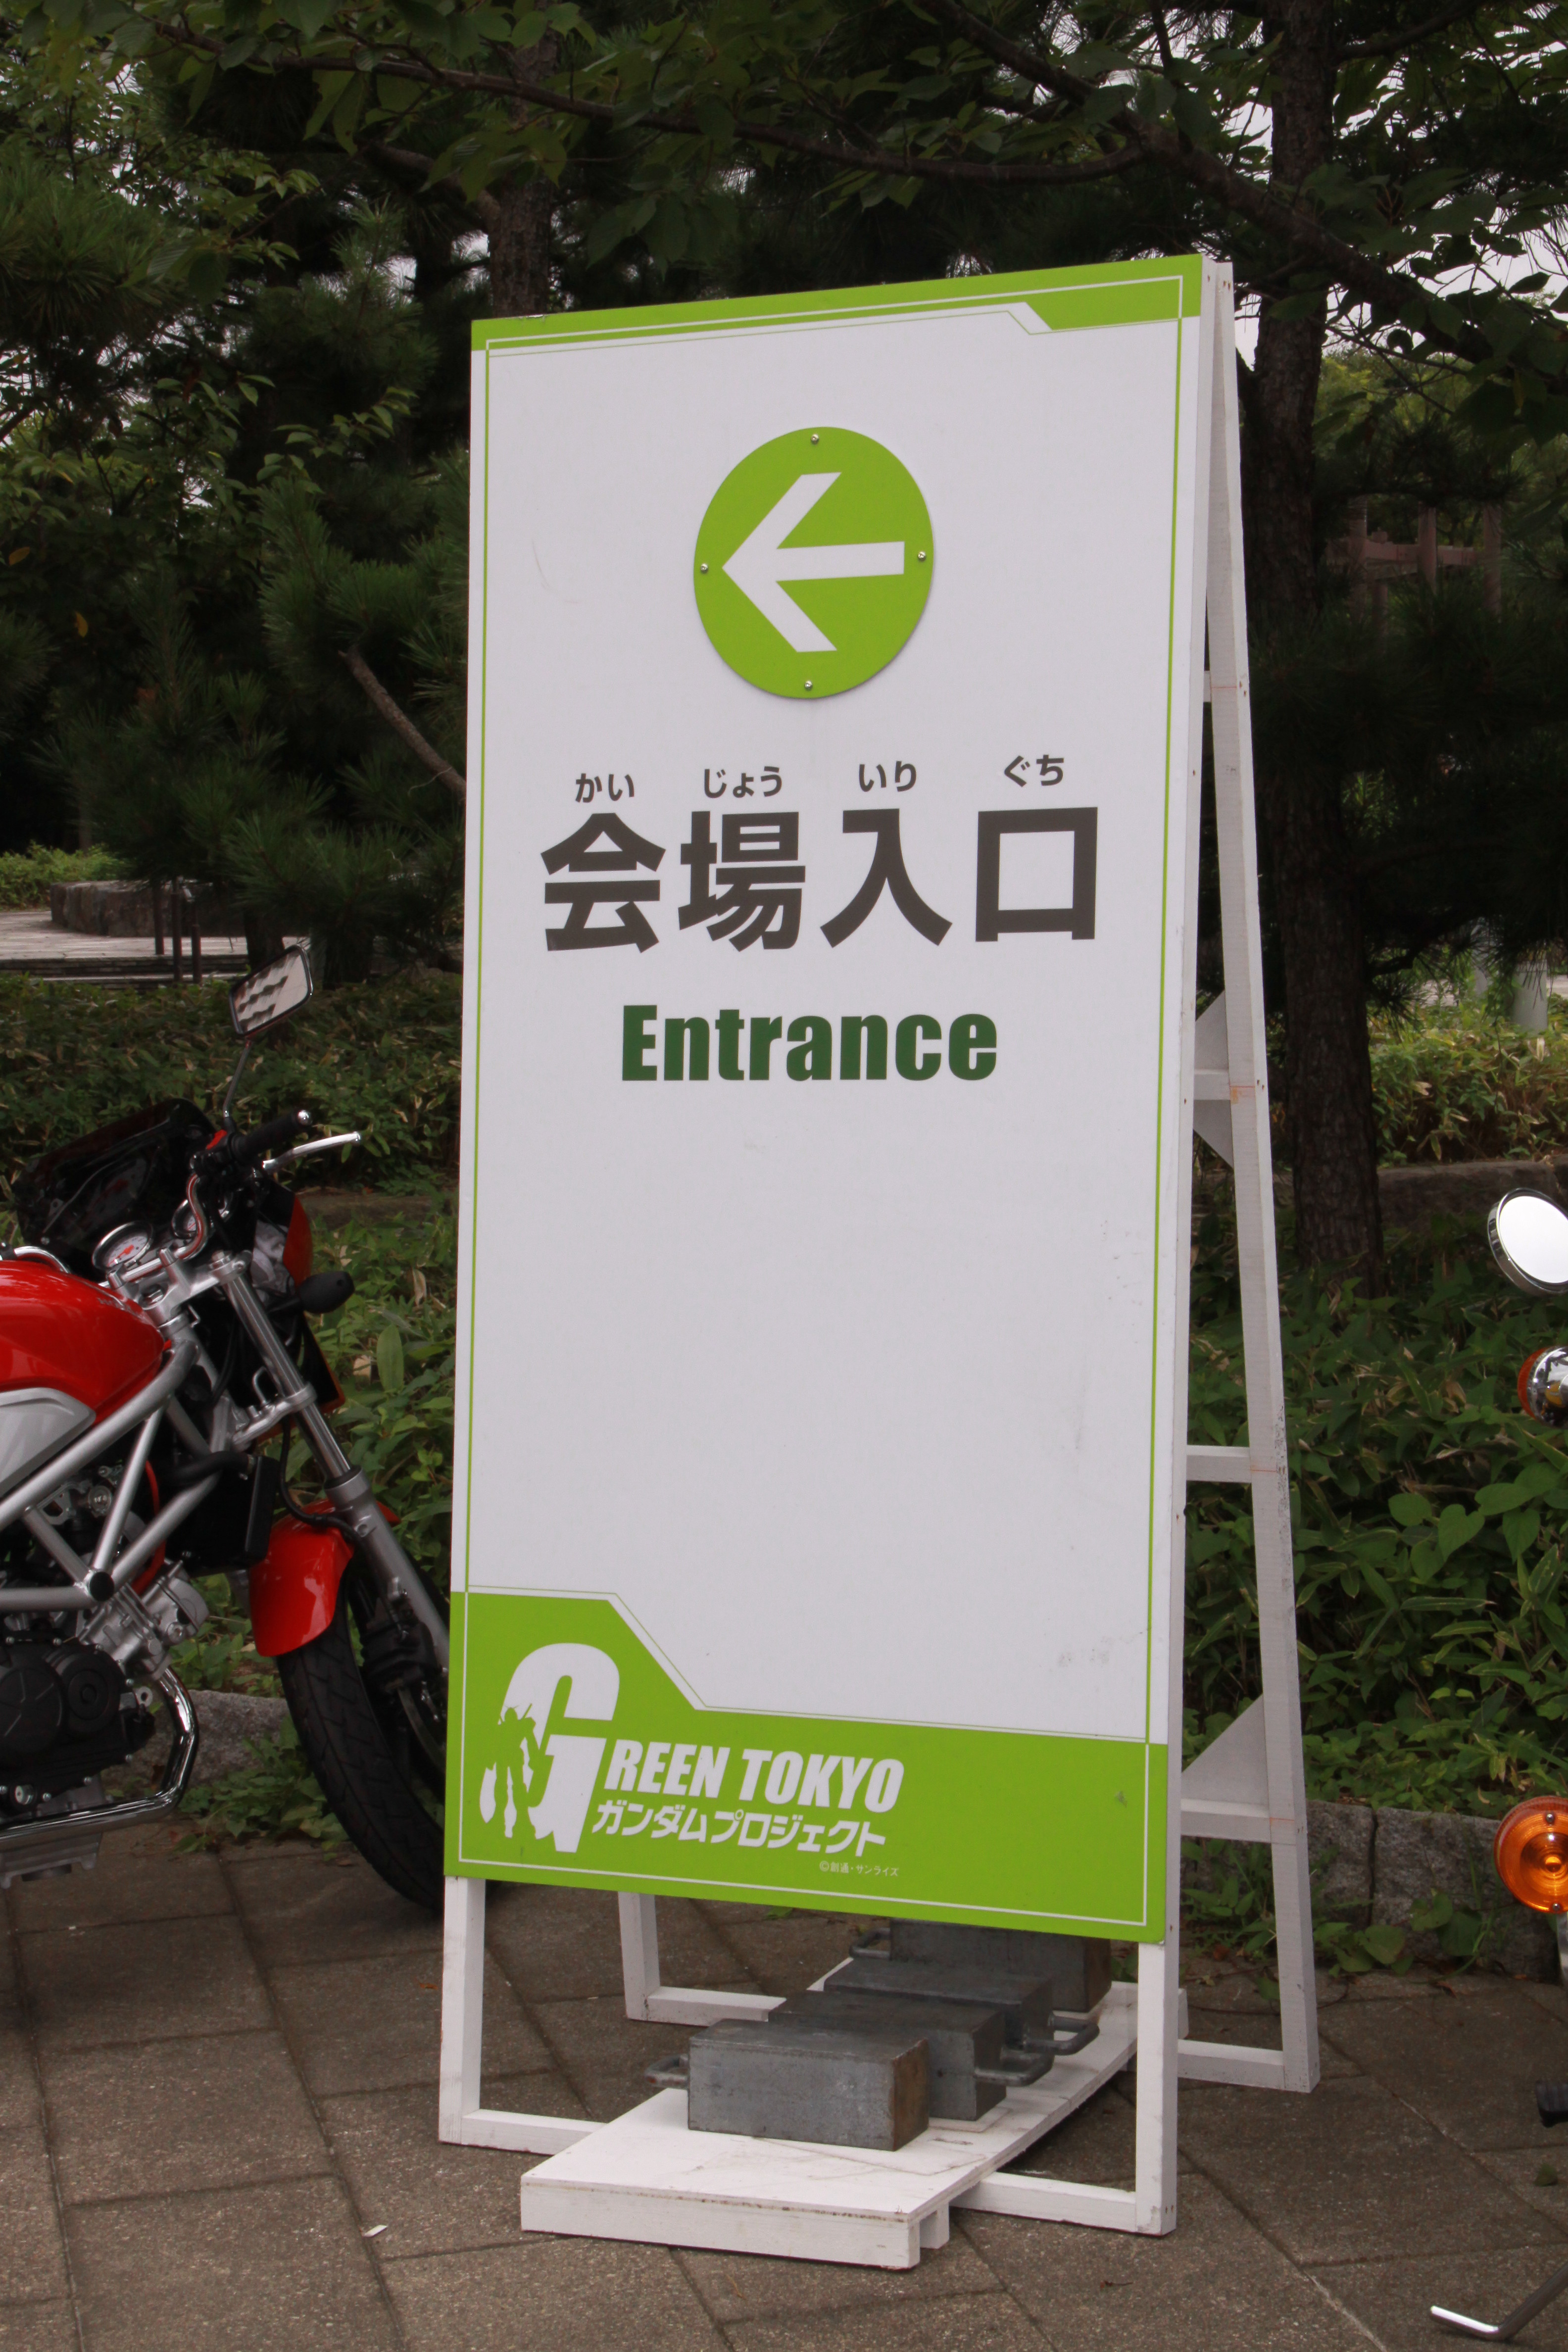 かい じょう いり ぐち
会場入口
Entrance
GREEN TOKYO
ガンダムプロジェクト
©創通・サンライズ